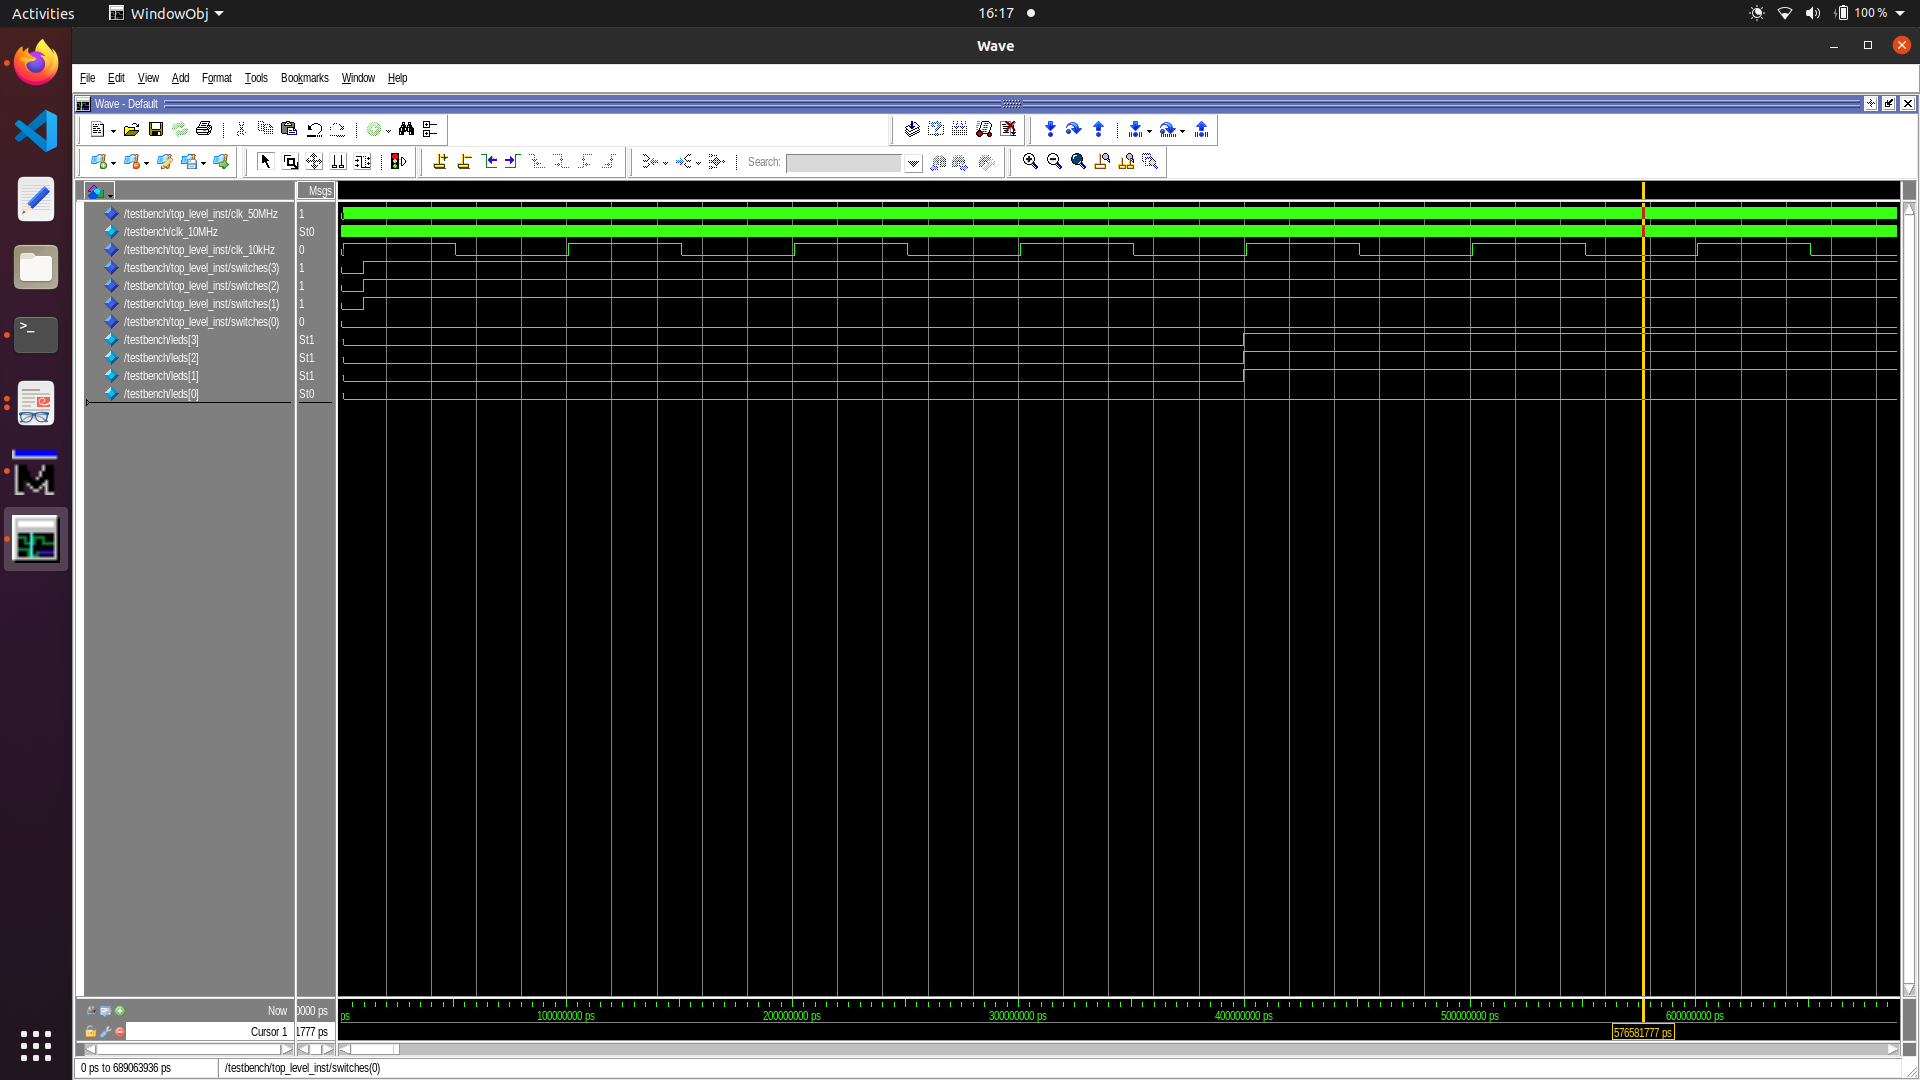 Activities
WindowObj
16:17
100 %
Wave
File Edit View Add Format Tools Bookmarks Window Help
Wave - Default
Search:
Msgs
/testbench/top_level_inst/clk_50MHz 1
/testbench/clk_10MHz St0
/testbench/top_level_inst/clk_10kHz 0
/testbench/top_level_inst/switches(3) 1
/testbench/top_level_inst/switches(2) 1
/testbench/top_level_inst/switches(1) 1
/testbench/top_level_inst/switches(0) 0
/testbench/leds[3] St1
/testbench/leds[2] St1
/testbench/leds[1] St1
/testbench/leds[0] St0
Now 0000 ps
ps 100000000 ps 200000000 ps 300000000 ps 400000000 ps 500000000 ps 600000000 ps
Cursor 1 1777 ps
576581777 ps
0 ps to 689063936 ps
/testbench/top_level_inst/switches(0)